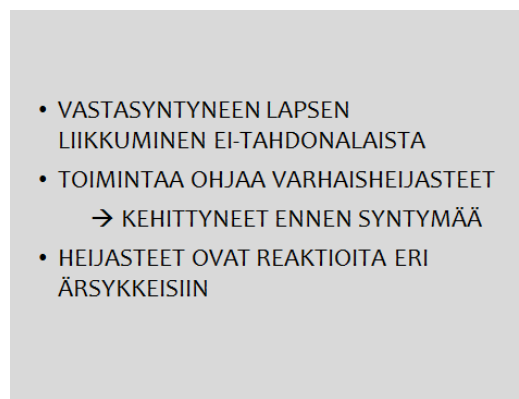 • VASTASYNTYNEEN LAPSEN
LIIKKUMINEN EI-TAHDONALAISTA
• TOIMINTAA OHJAA VARHAISHEIJASTEET
→ KEHITTYNEET ENNEN SYNTYMÄÄ
• HEIJASTEET OVAT REAKTIOITA ERI
ÄRSYKKEISIIN